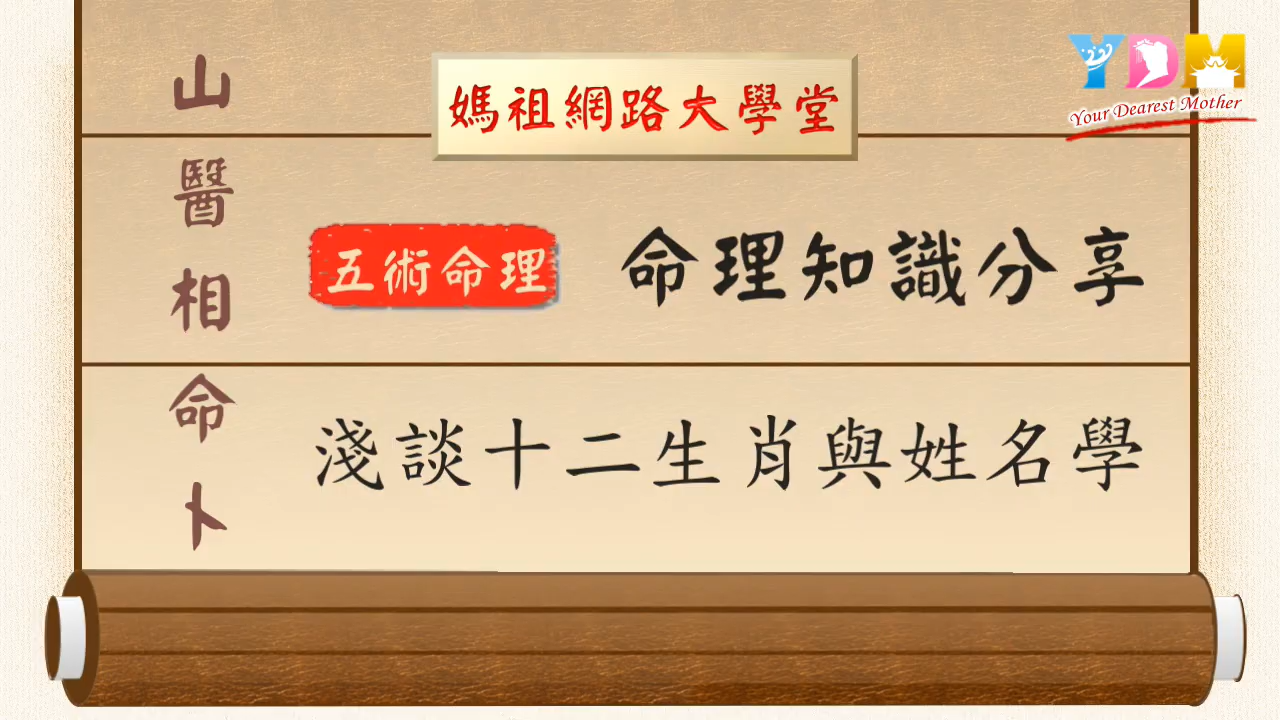 YDM
Your Dearest Mother
媽祖網路大學堂
山醫相命卜
五術命理
命理知識分享
淺談十二生肖與姓名學